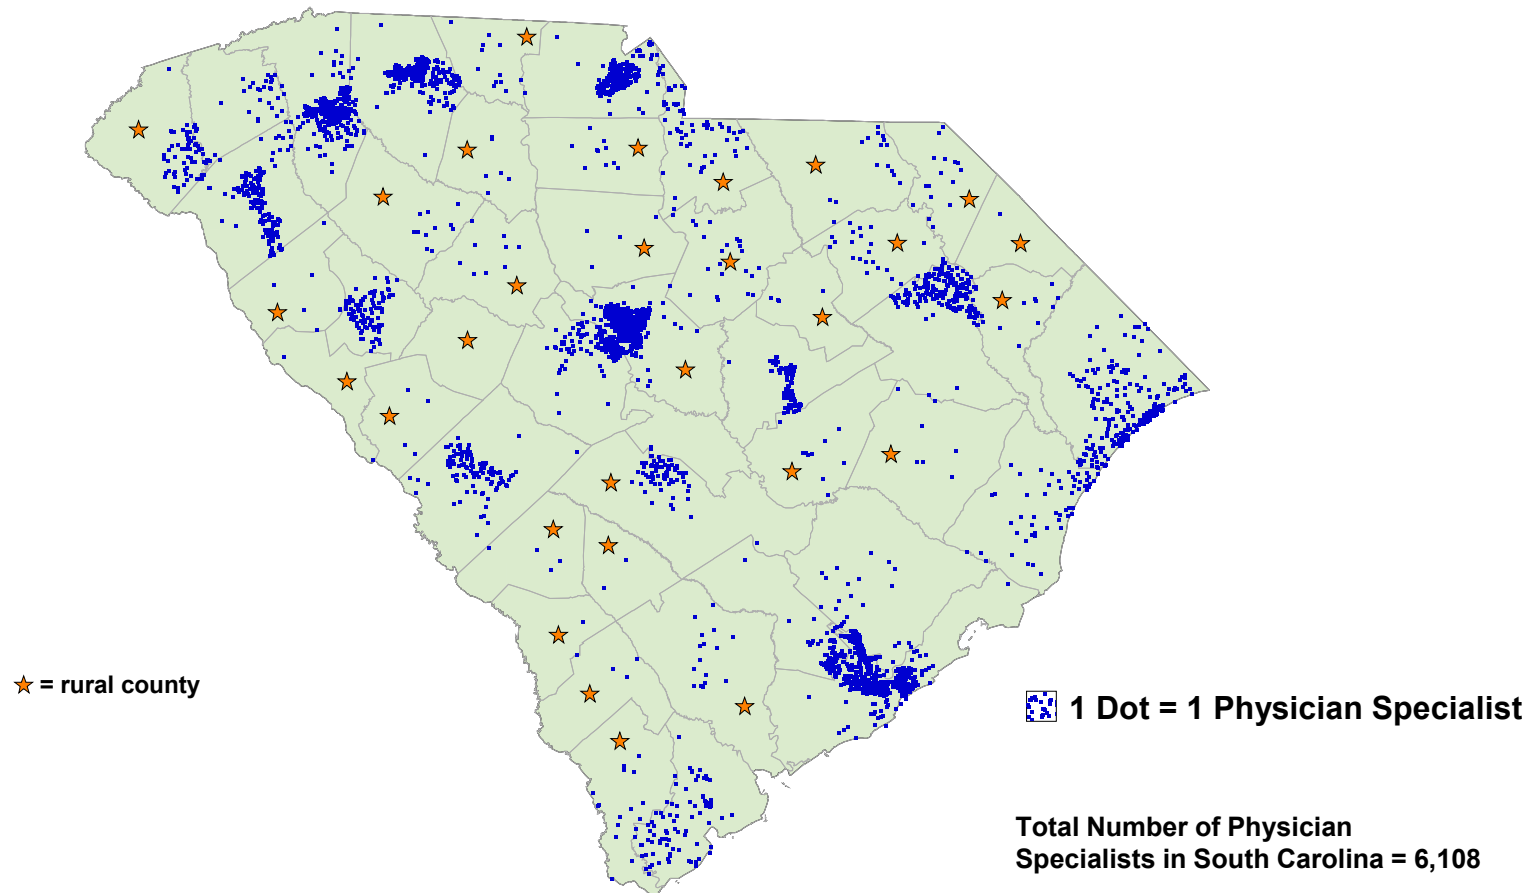 = rural county
1 Dot = 1 Physician Specialist
Total Number of Physician
Specialists in South Carolina = 6,108